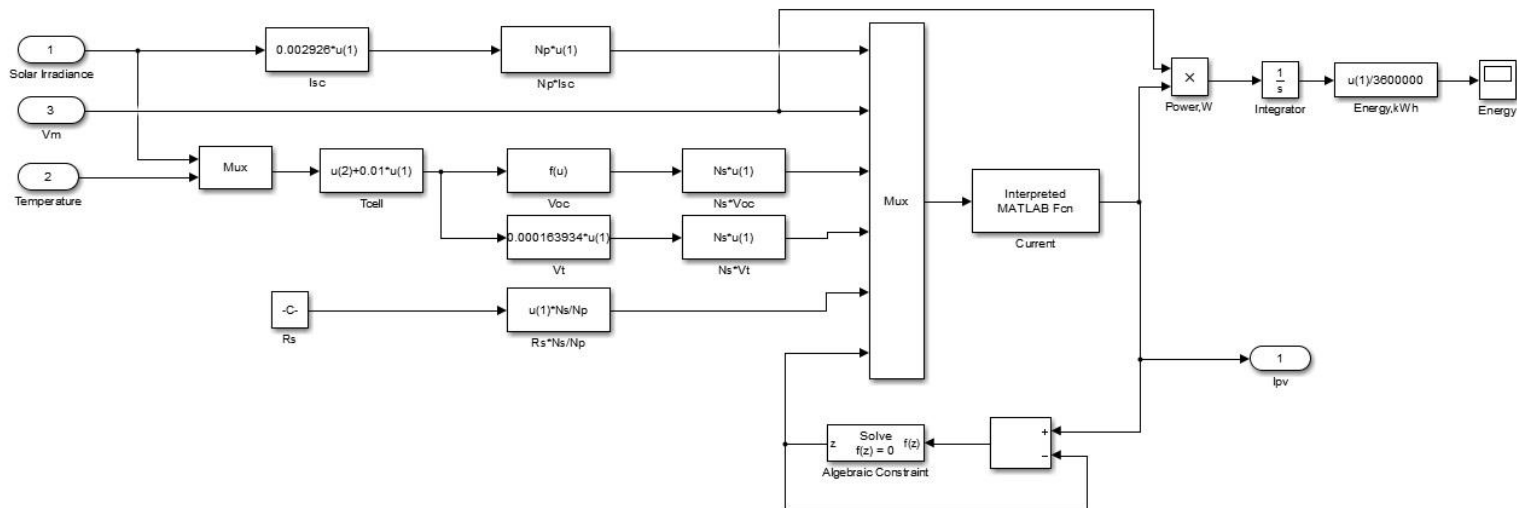 1
Solar Irradiance
0.002926*u(1)
Isc
Np*u(1)
Np*Isc
3
Vm
2
Temperature
Mux
u(2)+0.01*u(1)
Tcell
f(u)
Voc
Ns*u(1)
Ns*Voc
0.000163934*u(1)
Vt
Ns*u(1)
Ns*Vt
-C-
Rs
u(1)*Ns/Np
Rs*Ns/Np
Mux
Interpreted
MATLAB Fcn
Current
×
Power,W
1
s
Integrator
u(1)/3600000
Energy,kWh
Energy
1
Ipv
+
−
z
Solve
f(z) = 0
f(z)
Algebraic Constraint